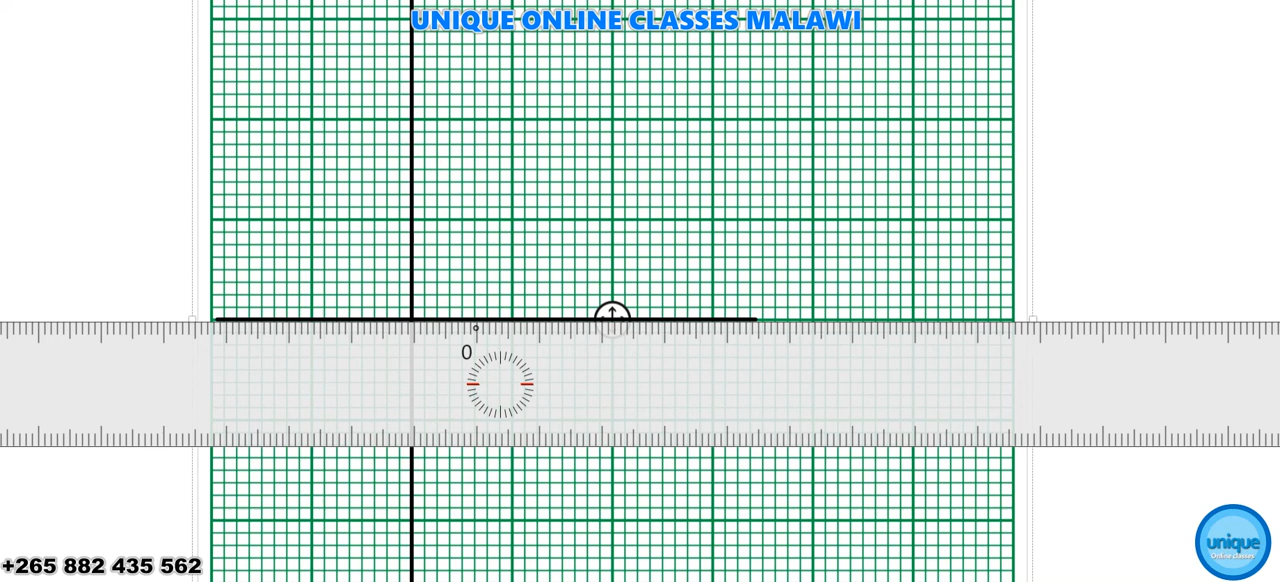 UNIQUE ONLINE CLASSES MALAWI
0
unique
Online classes
+265 882 435 562